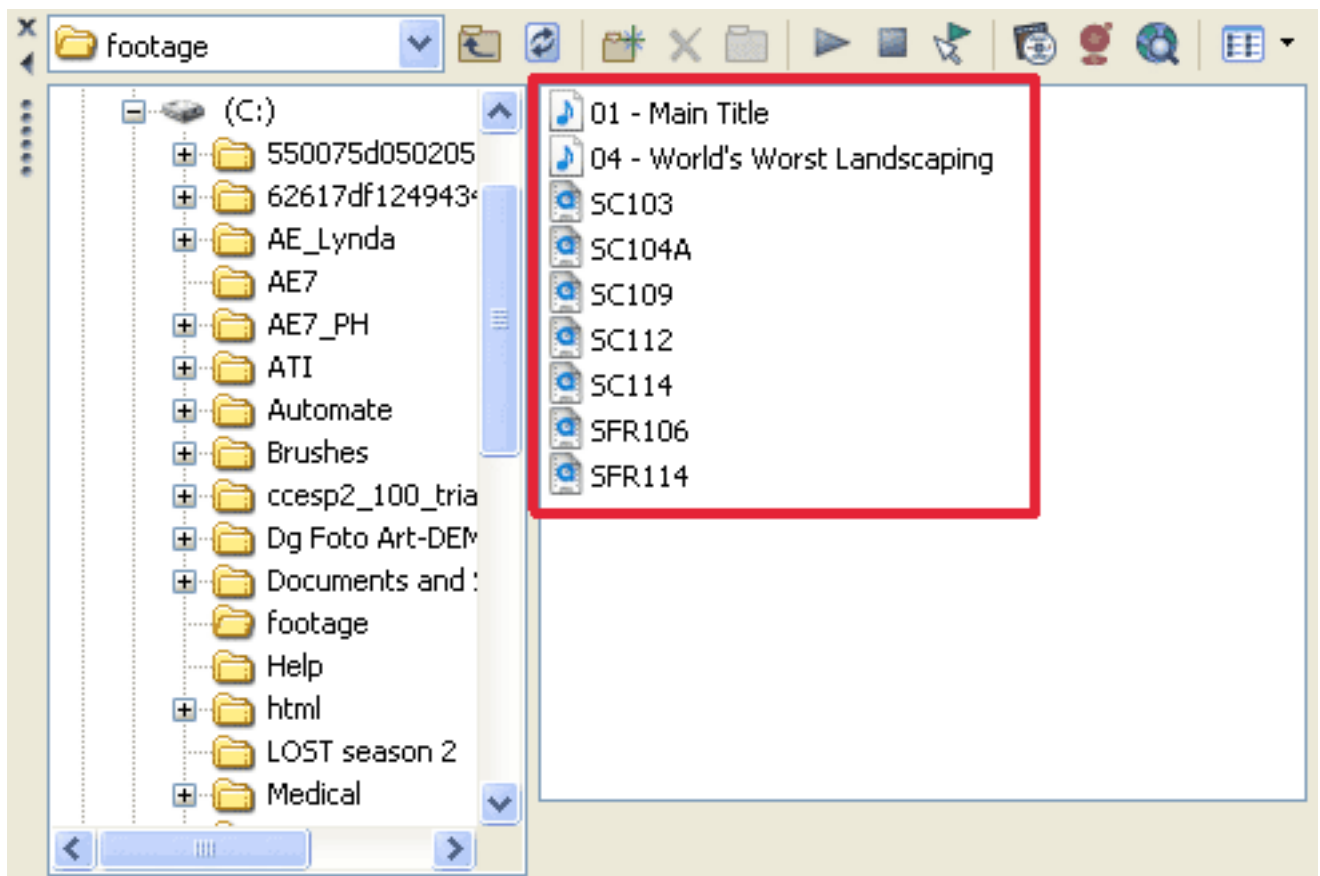 footage
(C:)
550075d050205
62617df1249434
AE_Lynda
AE7
AE7_PH
ATI
Automate
Brushes
ccesp2_100_tria
Dg Foto Art-DEM
Documents and
footage
Help
html
LOST season 2
Medical
01 - Main Title
04 - World's Worst Landscaping
SC103
SC104A
SC109
SC112
SC114
SFR106
SFR114